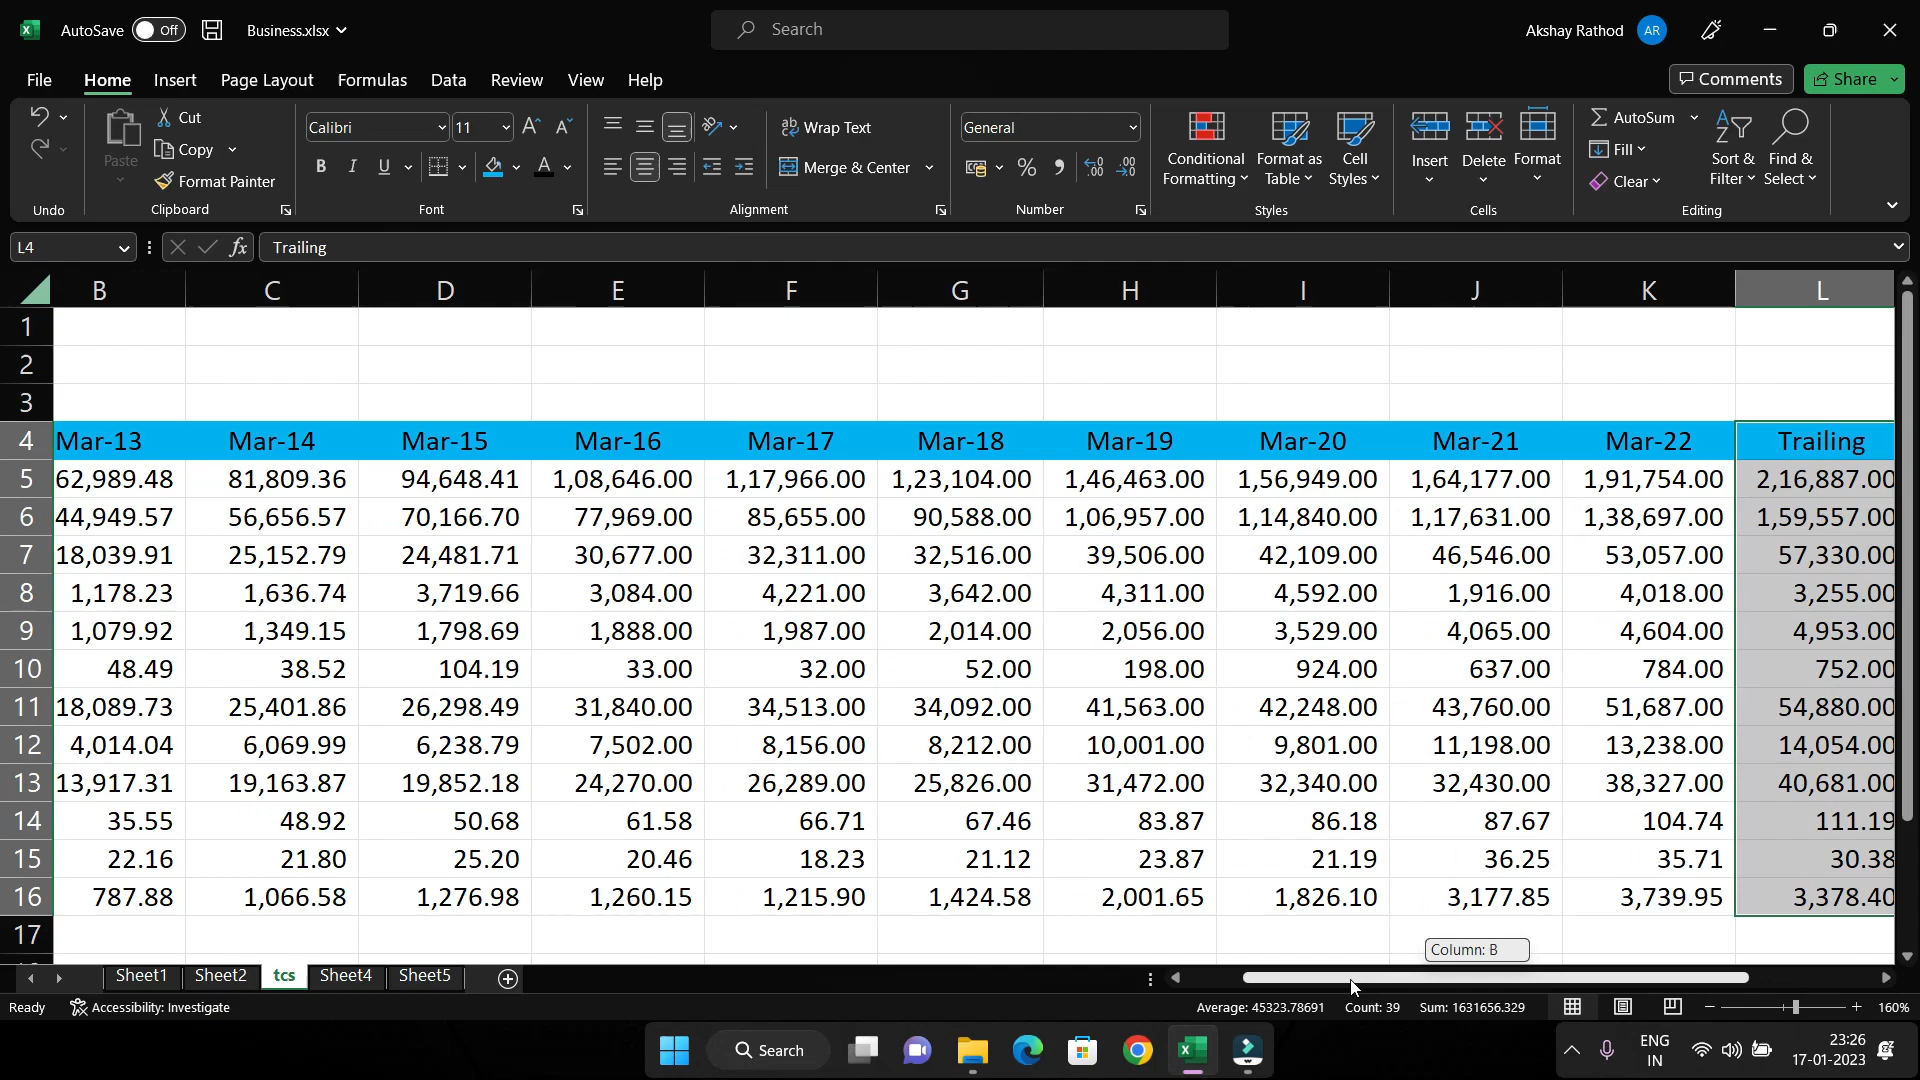 AutoSave Off Business.xlsx Search Akshay Rathod AR
File Home Insert Page Layout Formulas Data Review View Help Comments Share
Cut
Copy
Format Painter
Paste
Undo Clipboard
Calibri 11
B I U A
Font
Wrap Text
Merge & Center
Alignment
General
%
Number
Conditional Formatting
Format as Table
Cell Styles
Styles
Insert Delete Format
Cells
AutoSum
Fill
Clear
Sort & Filter
Find & Select
Editing
L4 fx Trailing
B C D E F G H I J K L
1
2
3
4 Mar-13 Mar-14 Mar-15 Mar-16 Mar-17 Mar-18 Mar-19 Mar-20 Mar-21 Mar-22 Trailing
5 62,989.48 81,809.36 94,648.41 1,08,646.00 1,17,966.00 1,23,104.00 1,46,463.00 1,56,949.00 1,64,177.00 1,91,754.00 2,16,887.00
6 44,949.57 56,656.57 70,166.70 77,969.00 85,655.00 90,588.00 1,06,957.00 1,14,840.00 1,17,631.00 1,38,697.00 1,59,557.00
7 18,039.91 25,152.79 24,481.71 30,677.00 32,311.00 32,516.00 39,506.00 42,109.00 46,546.00 53,057.00 57,330.00
8 1,178.23 1,636.74 3,719.66 3,084.00 4,221.00 3,642.00 4,311.00 4,592.00 1,916.00 4,018.00 3,255.00
9 1,079.92 1,349.15 1,798.69 1,888.00 1,987.00 2,014.00 2,056.00 3,529.00 4,065.00 4,604.00 4,953.00
10 48.49 38.52 104.19 33.00 32.00 52.00 198.00 924.00 637.00 784.00 752.00
11 18,089.73 25,401.86 26,298.49 31,840.00 34,513.00 34,092.00 41,563.00 42,248.00 43,760.00 51,687.00 54,880.00
12 4,014.04 6,069.99 6,238.79 7,502.00 8,156.00 8,212.00 10,001.00 9,801.00 11,198.00 13,238.00 14,054.00
13 13,917.31 19,163.87 19,852.18 24,270.00 26,289.00 25,826.00 31,472.00 32,340.00 32,430.00 38,327.00 40,681.00
14 35.55 48.92 50.68 61.58 66.71 67.46 83.87 86.18 87.67 104.74 111.19
15 22.16 21.80 25.20 20.46 18.23 21.12 23.87 21.19 36.25 35.71 30.38
16 787.88 1,066.58 1,276.98 1,260.15 1,215.90 1,424.58 2,001.65 1,826.10 3,177.85 3,739.95 3,378.40
17
Column: B
Sheet1 Sheet2 tcs Sheet4 Sheet5
Ready Accessibility: Investigate Average: 45323.78691 Count: 39 Sum: 1631656.329 160%
Search ENG IN 23:26 17-01-2023